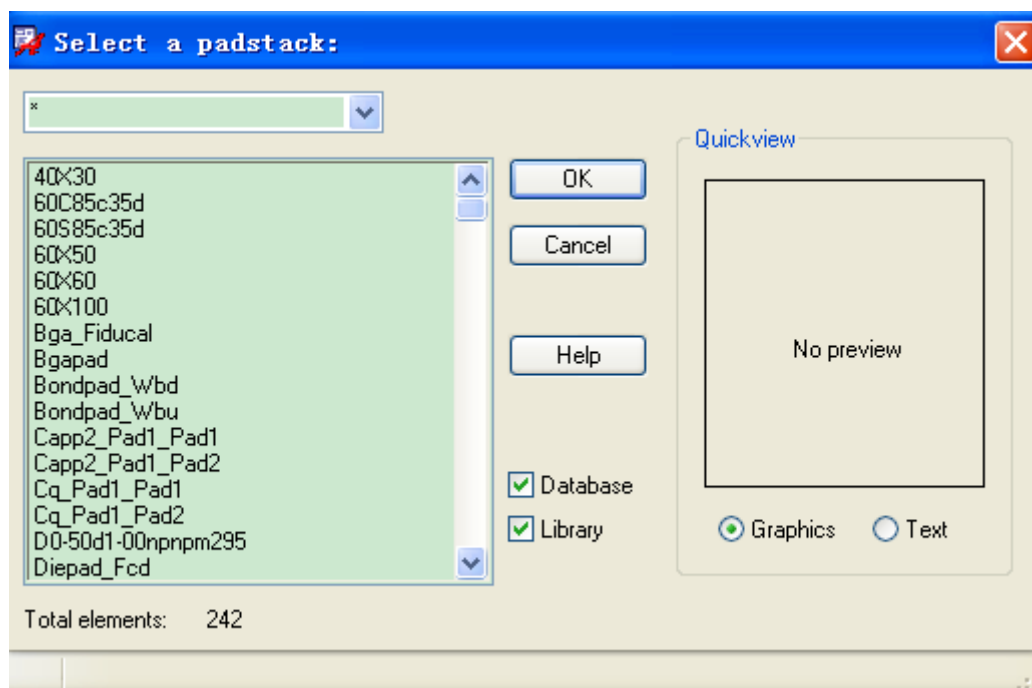 Select a padstack:
*
40X30
60C85c35d
60S85c35d
60X50
60X60
60X100
Bga_Fiducal
Bgapad
Bondpad_Wbd
Bondpad_Wbu
Capp2_Pad1_Pad1
Capp2_Pad1_Pad2
Cq_Pad1_Pad1
Cq_Pad1_Pad2
D0-50d1-00npnpm295
Diepad_Fcd
Total elements: 242
OK
Cancel
Help
Database
Library
Quickview
No preview
Graphics
Text